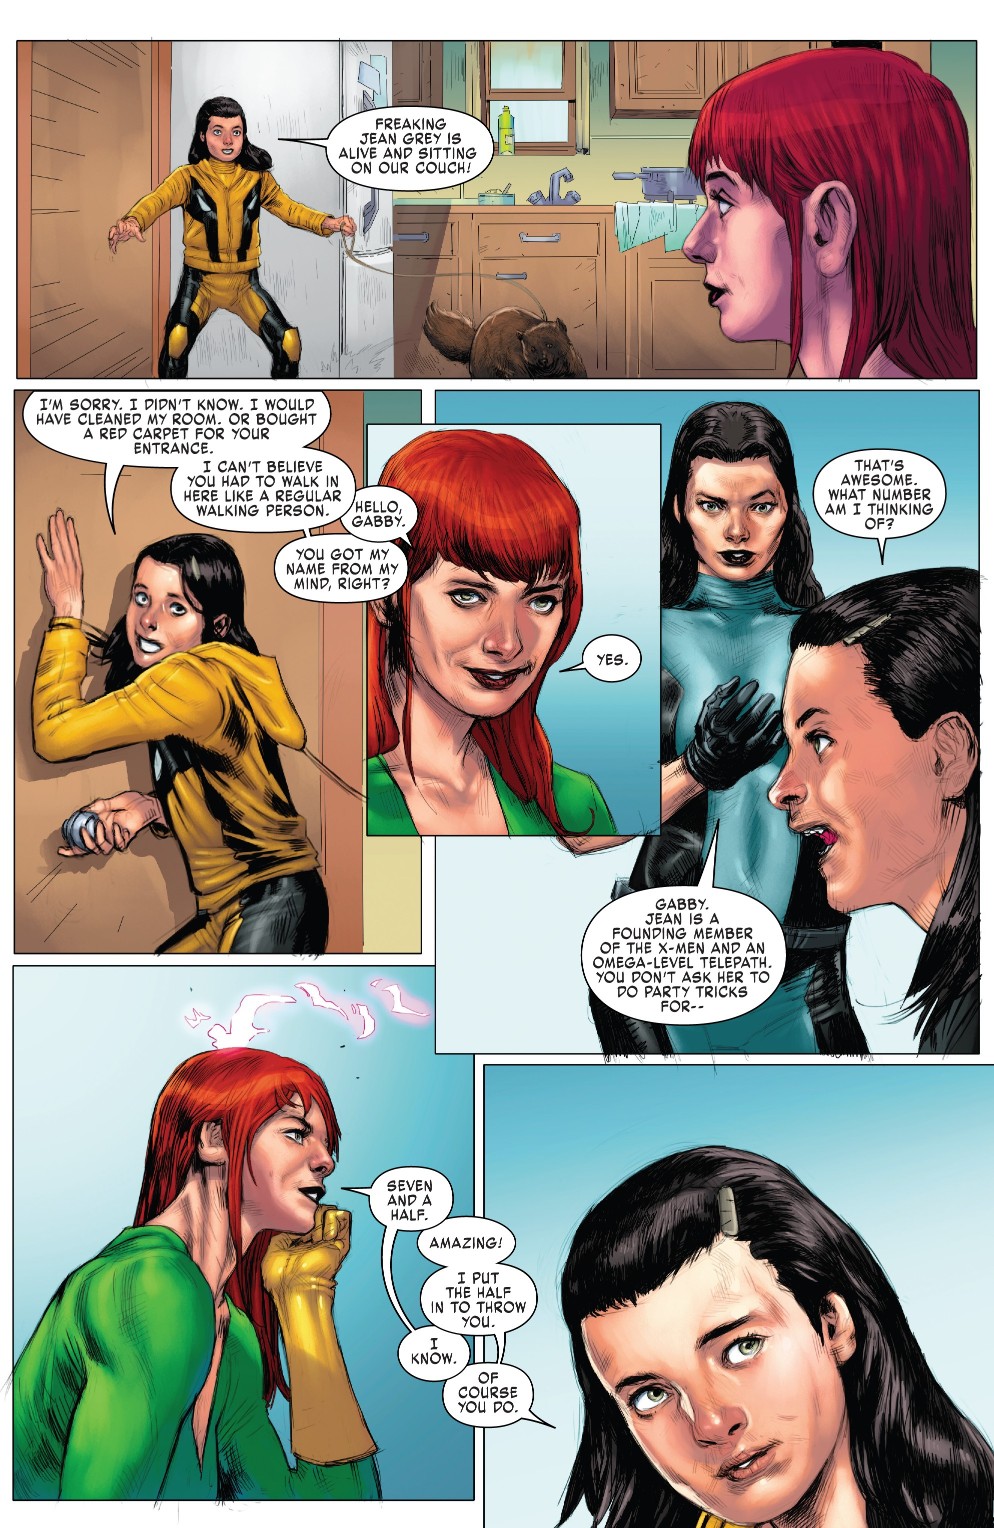 FREAKING
JEAN GREY IS
ALIVE AND SITTING
ON OUR COUCH!
I'M SORRY. I DIDN'T KNOW. I WOULD
HAVE CLEANED MY ROOM. OR BOUGHT
A RED CARPET FOR YOUR
ENTRANCE.
I CAN'T BELIEVE
YOU HAD TO WALK IN
HERE LIKE A REGULAR
WALKING PERSON.
HELLO,
GABBY.
YOU GOT MY
NAME FROM MY
MIND, RIGHT?
YES.
THAT'S
AWESOME.
WHAT NUMBER
AM I THINKING
OF?
GABBY.
JEAN IS A
FOUNDING MEMBER
OF THE X-MEN AND AN
OMEGA-LEVEL TELEPATH.
YOU DON'T ASK HER TO
DO PARTY TRICKS
FOR--
SEVEN
AND A
HALF.
AMAZING!
I PUT
THE HALF
IN TO THROW
YOU.
I
KNOW.
OF
COURSE
YOU DO.